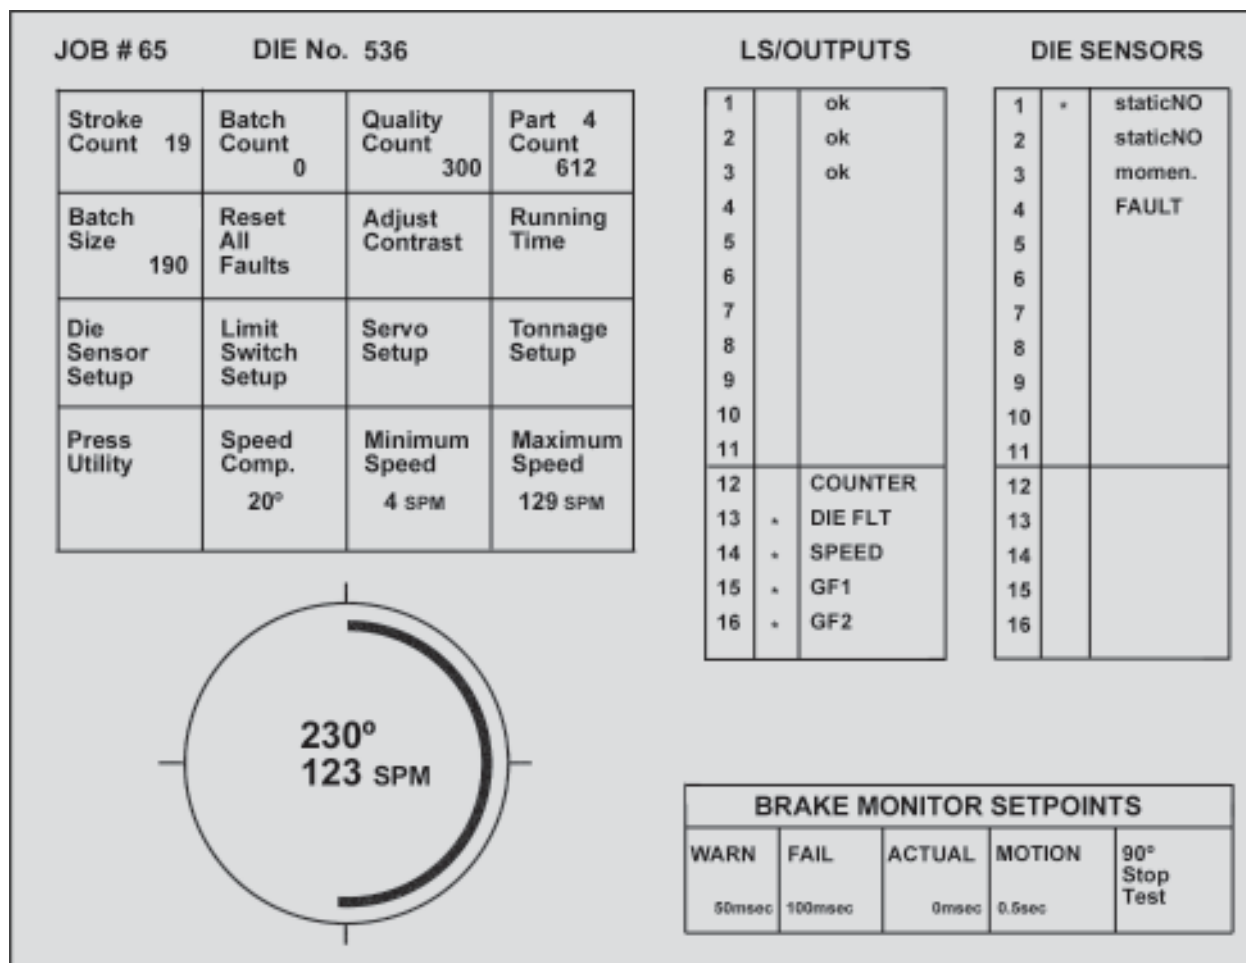 JOB # 65 DIE No. 536
Stroke
Count 19
Batch
Count
0
Quality
Count
300
Part 4
Count
612
Batch
Size
190
Reset
All
Faults
Adjust
Contrast
Running
Time
Die
Sensor
Setup
Limit
Switch
Setup
Servo
Setup
Tonnage
Setup
Press
Utility
Speed
Comp.
20º
Minimum
Speed
4 SPM
Maximum
Speed
129 SPM
230º
123 SPM
LS/OUTPUTS
1 ok
2 ok
3 ok
4
5
6
7
8
9
10
11
12 COUNTER
13 * DIE FLT
14 * SPEED
15 * GF1
16 * GF2
DIE SENSORS
1 * staticNO
2 staticNO
3 momen.
4 FAULT
5
6
7
8
9
10
11
12
13
14
15
16
BRAKE MONITOR SETPOINTS
WARN
50msec
FAIL
100msec
ACTUAL
0msec
MOTION
0.5sec
90º
Stop
Test